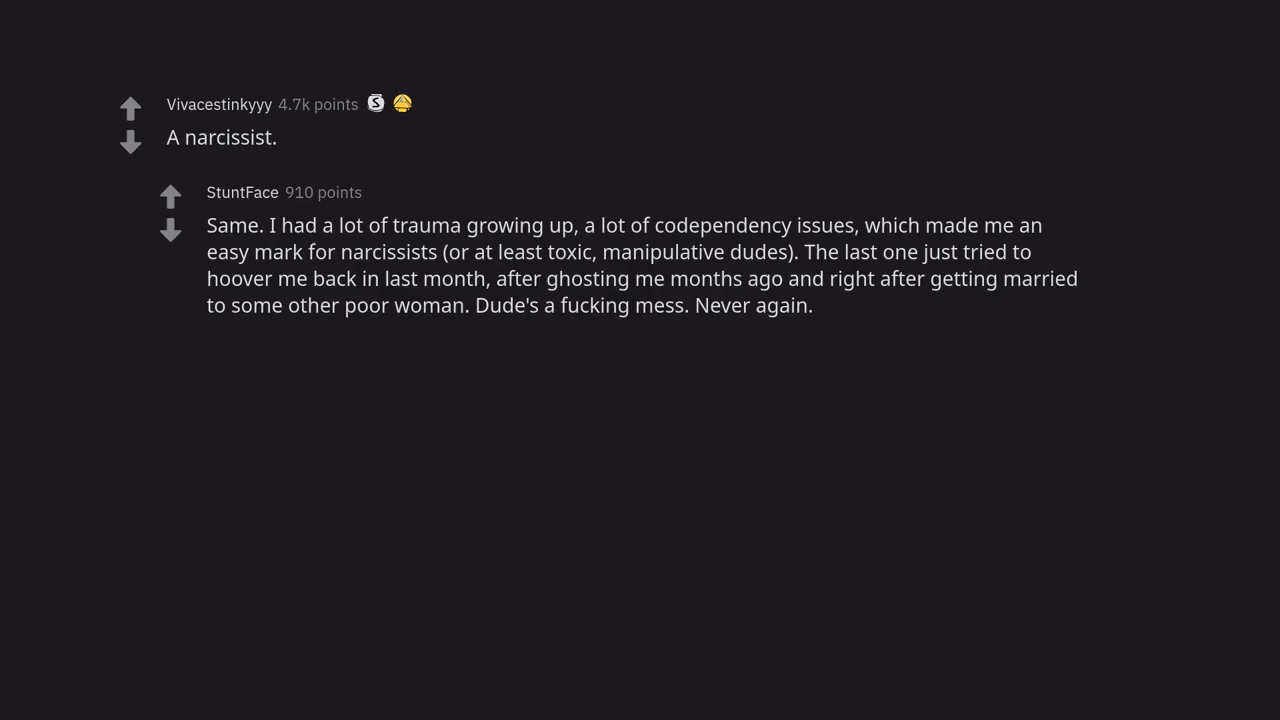 Vivacestinkyyy 4.7k points
A narcissist.
StuntFace 910 points
Same. I had a lot of trauma growing up, a lot of codependency issues, which made me an
easy mark for narcissists (or at least toxic, manipulative dudes). The last one just tried to
hoover me back in last month, after ghosting me months ago and right after getting married
to some other poor woman. Dude's a fucking mess. Never again.